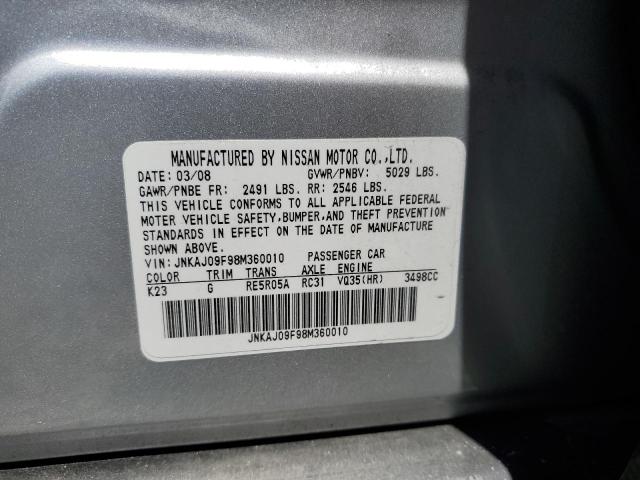 MANUFACTURED BY NISSAN MOTOR CO.,LTD.
DATE: 03/08 GVWR/PNBV: 5029 LBS.
GAWR/PNBE FR: 2491 LBS. RR: 2546 LBS.
THIS VEHICLE CONFORMS TO ALL APPLICABLE FEDERAL
MOTER VEHICLE SAFETY,BUMPER,AND THEFT PREVENTION
STANDARDS IN EFFECT ON THE DATE OF MANUFACTURE
SHOWN ABOVE.
VIN: JNKAJ09F98M360010 PASSENGER CAR
COLOR TRIM TRANS AXLE ENGINE
K23 G RE5R05A RC31 VQ35(HR) 3498CC
JNKAJ09F98M360010